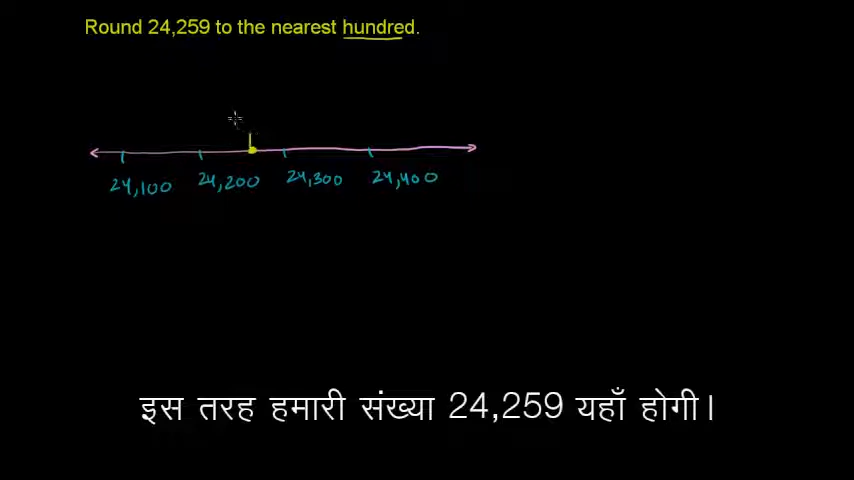 Round 24,259 to the nearest hundred.
24,100 24,200 24,300 24,400
इस तरह हमारी संख्या 24,259 यहाँ होगी।